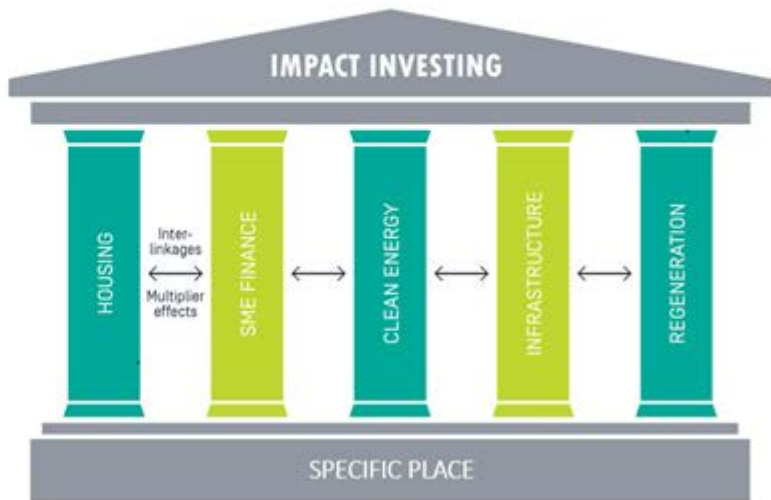 IMPACT INVESTING
HOUSING
Inter-
linkages
Multiplier
effects
SME FINANCE
CLEAN ENERGY
INFRASTRUCTURE
REGENERATION
SPECIFIC PLACE